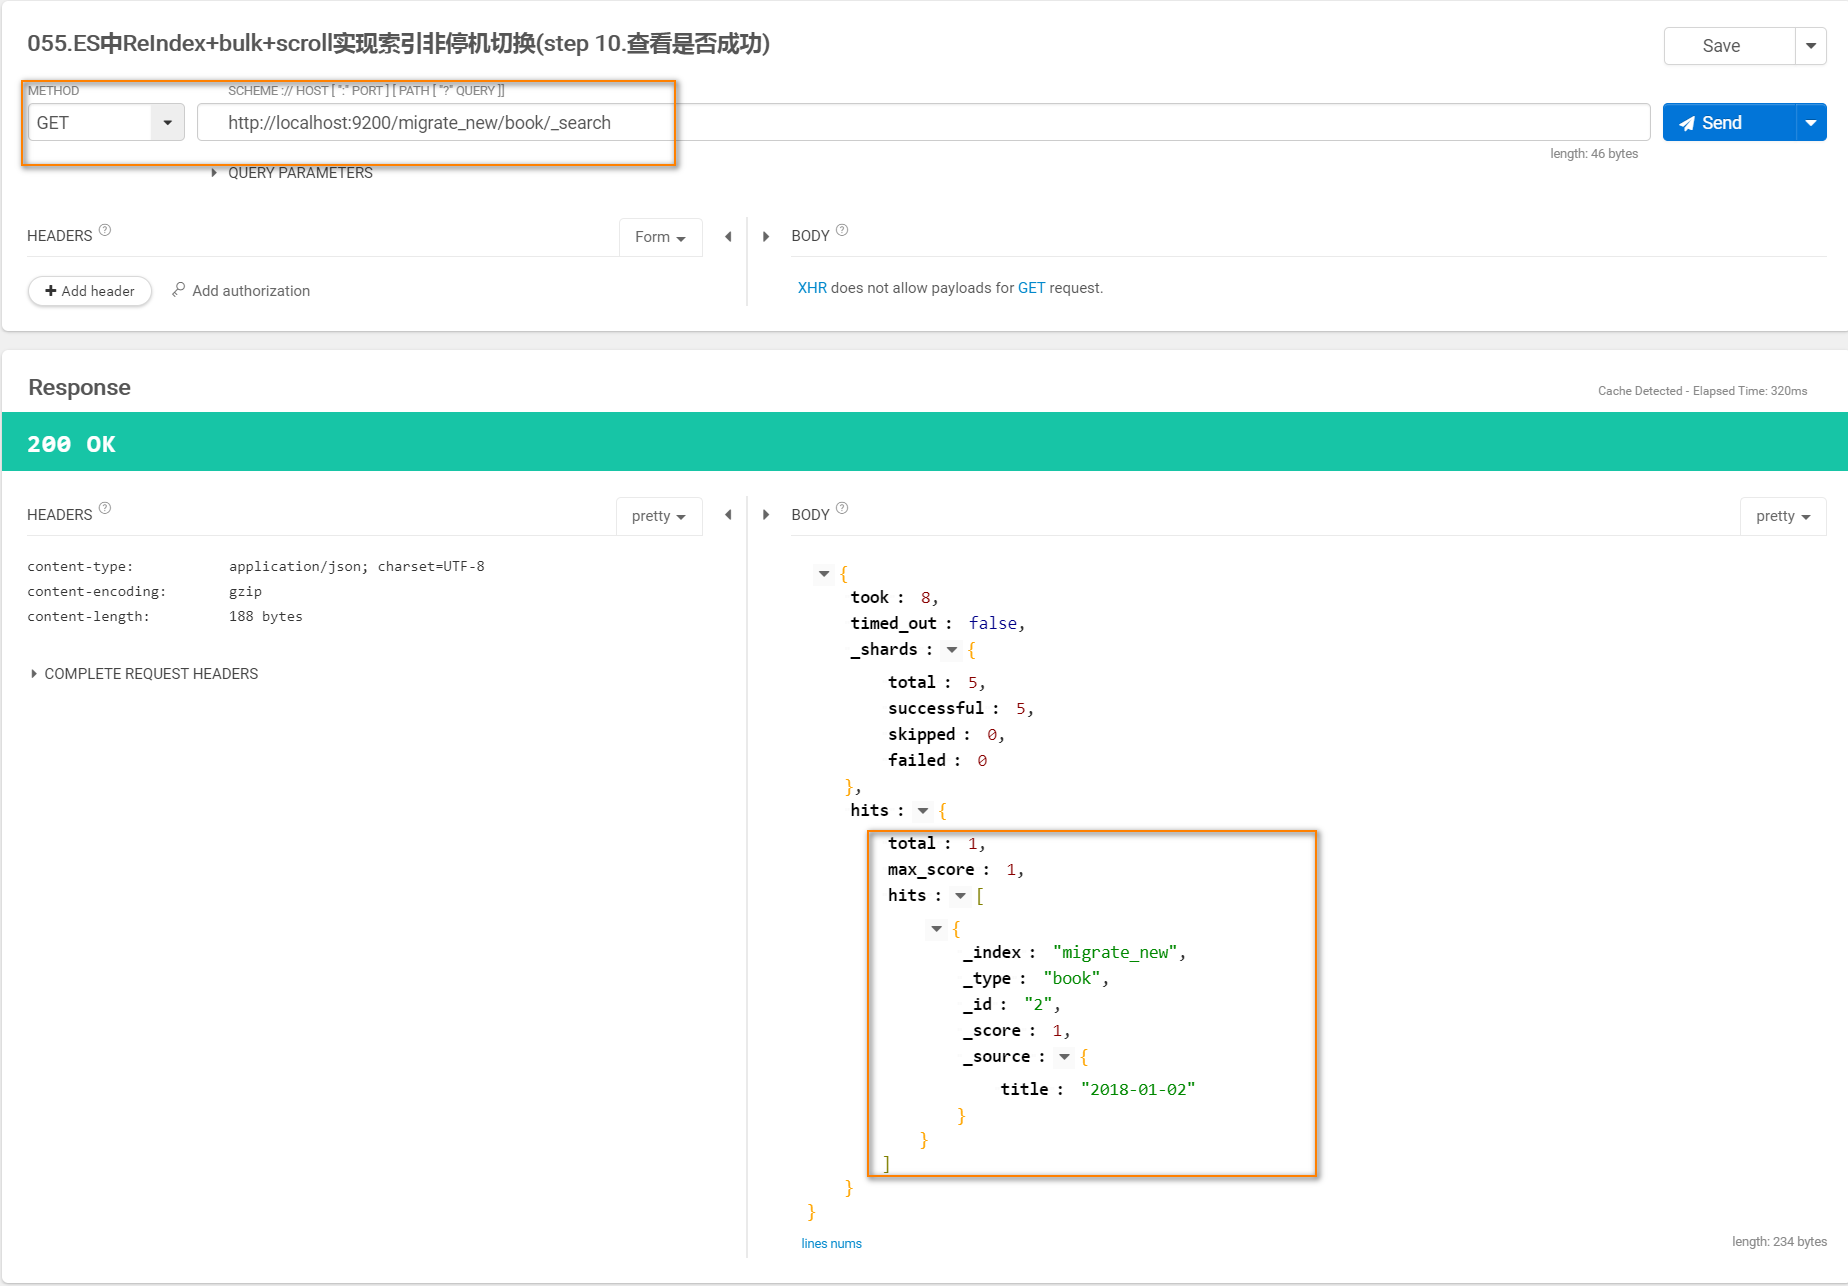 055.ES中ReIndex+bulk+scroll实现索引非停机切换(step 10.查看是否成功)
Save
METHOD
SCHEME :// HOST [ ":" PORT ] [ PATH [ "?" QUERY ]]
GET
http://localhost:9200/migrate_new/book/_search
Send
length: 46 bytes
QUERY PARAMETERS
HEADERS ?
Form
BODY ?
Add header
Add authorization
XHR does not allow payloads for GET request.
Response
Cache Detected - Elapsed Time: 320ms
200 OK
HEADERS ?
pretty
content-type: application/json; charset=UTF-8
content-encoding: gzip
content-length: 188 bytes
COMPLETE REQUEST HEADERS
BODY ?
pretty
{
took : 8,
timed_out : false,
_shards : {
total : 5,
successful : 5,
skipped : 0,
failed : 0
},
hits : {
total : 1,
max_score : 1,
hits : [
{
_index : "migrate_new",
_type : "book",
_id : "2",
_score : 1,
_source : {
title : "2018-01-02"
}
}
]
}
}
lines nums
length: 234 bytes